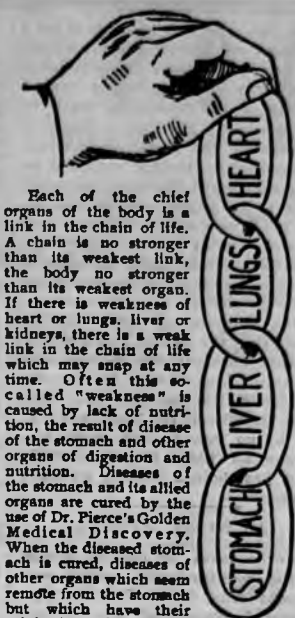 Each of the chief
organs of the body is a
link in the chain of life.
A chain is no stronger
than its weakest link,
the body no stronger
than its weakest organ.
If there is weakness of
heart or lungs, liver or
kidneys, there is a weak
link in the chain of life
which may snap at any
time. Often this so-
called "weakness" is
caused by lack of nutri-
tion, the result of disease
of the stomach and other
organs of digestion and
nutrition. Diseases of
the stomach and its allied
organs are cured by the
use of Dr. Pierce's Golden
Medical Discovery.
When the diseased stom-
ach is cured, diseases of
other organs which seem
remote from the stomach
but which have their
HEART
LUNGS
LIVER
STOMACH